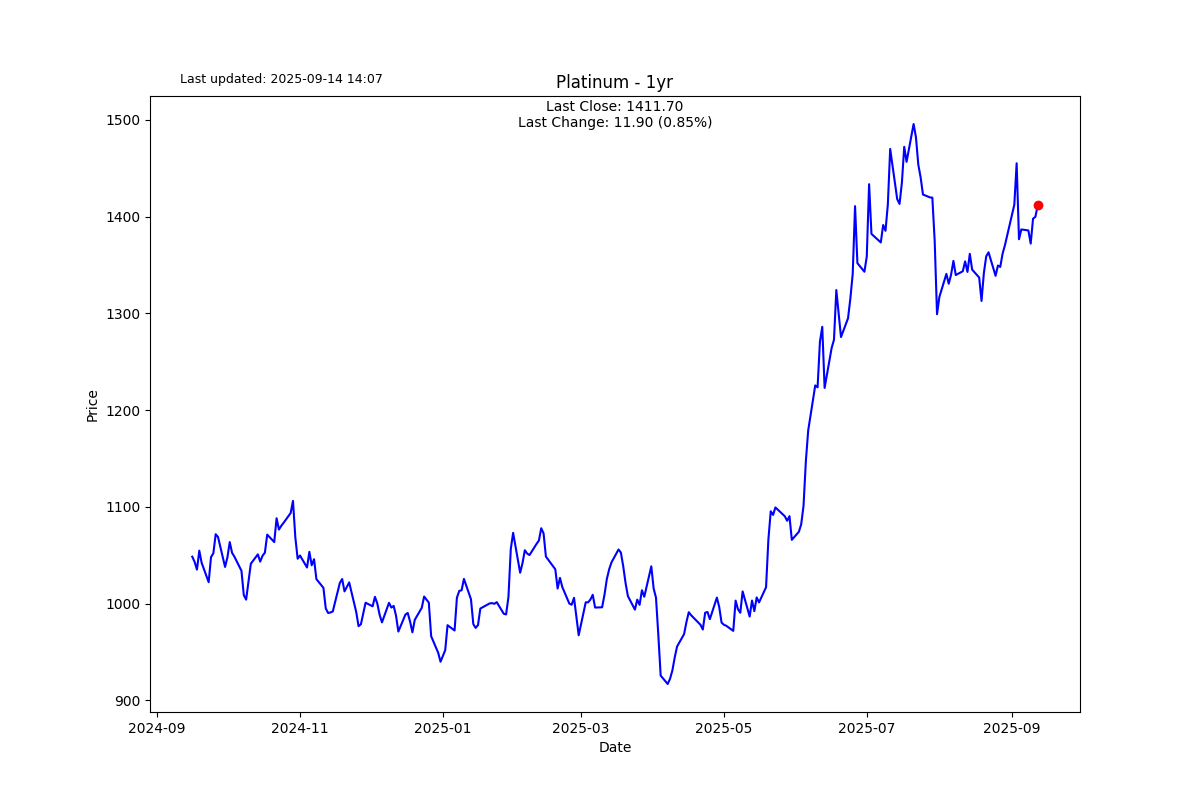 Last updated: 2025-09-14 14:07
Platinum - 1yr
Last Close: 1411.70
Last Change: 11.90 (0.85%)
1500
1400
1300
1200
1100
1000
900
Price
2024-09
2024-11
2025-01
2025-03
2025-05
2025-07
2025-09
Date